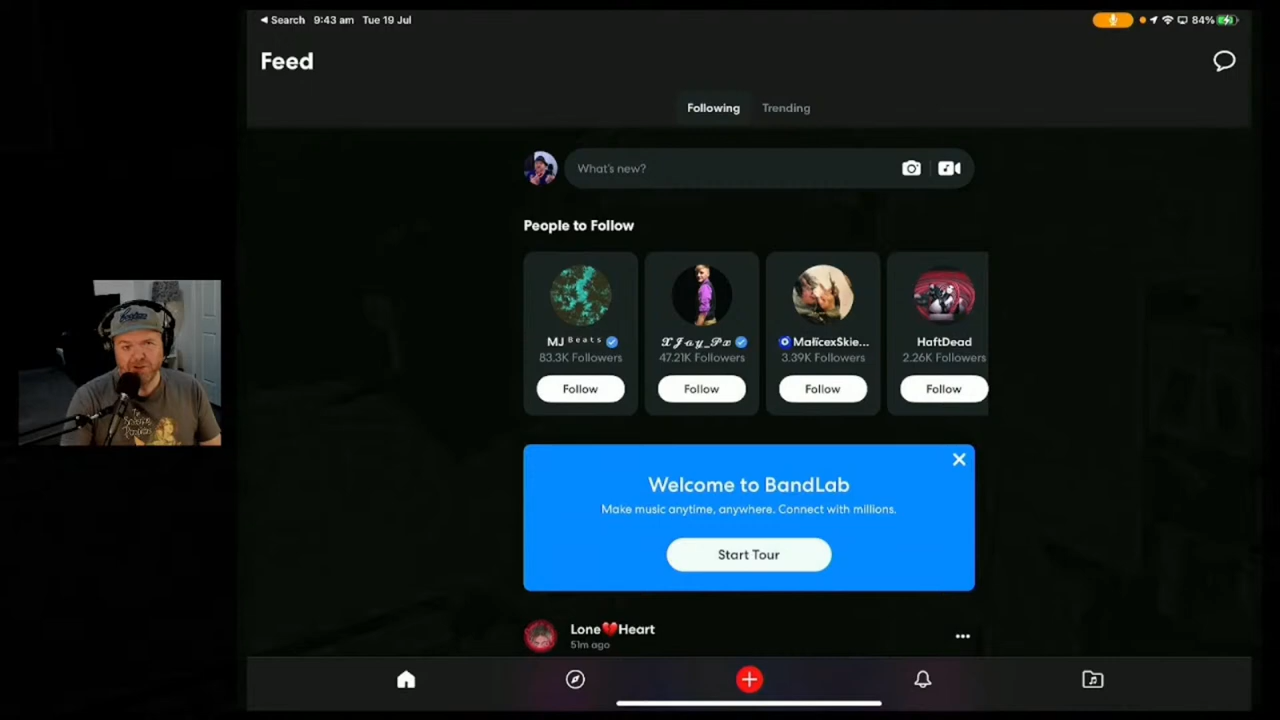 Search 9:43 am Tue 19 Jul
84%
Feed
Following Trending
What's new?
People to Follow
MJ ᴮᵉᵃᵗˢ
83.3K Followers
Follow
𝒳𝒥𝒶𝓎_𝒫𝓍
47.21K Followers
Follow
MałicexSkie...
3.39K Followers
Follow
HaftDead
2.26K Followers
Follow
Welcome to BandLab
Make music anytime, anywhere. Connect with millions.
Start Tour
Lone💔Heart
51m ago